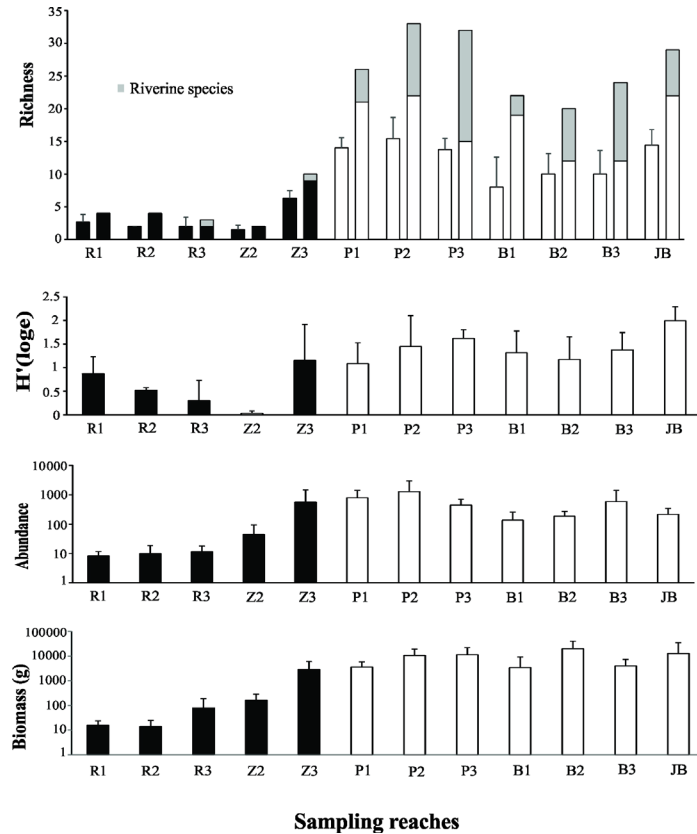 Richness
35
30
25
20
15
10
5
0
Riverine species
R1 R2 R3 Z2 Z3 P1 P2 P3 B1 B2 B3 JB
H'(loge)
2.5
2
1.5
1
0.5
0
R1 R2 R3 Z2 Z3 P1 P2 P3 B1 B2 B3 JB
Abundance
10000
1000
100
10
1
R1 R2 R3 Z2 Z3 P1 P2 P3 B1 B2 B3 JB
Biomass (g)
100000
10000
1000
100
10
1
R1 R2 R3 Z2 Z3 P1 P2 P3 B1 B2 B3 JB
Sampling reaches